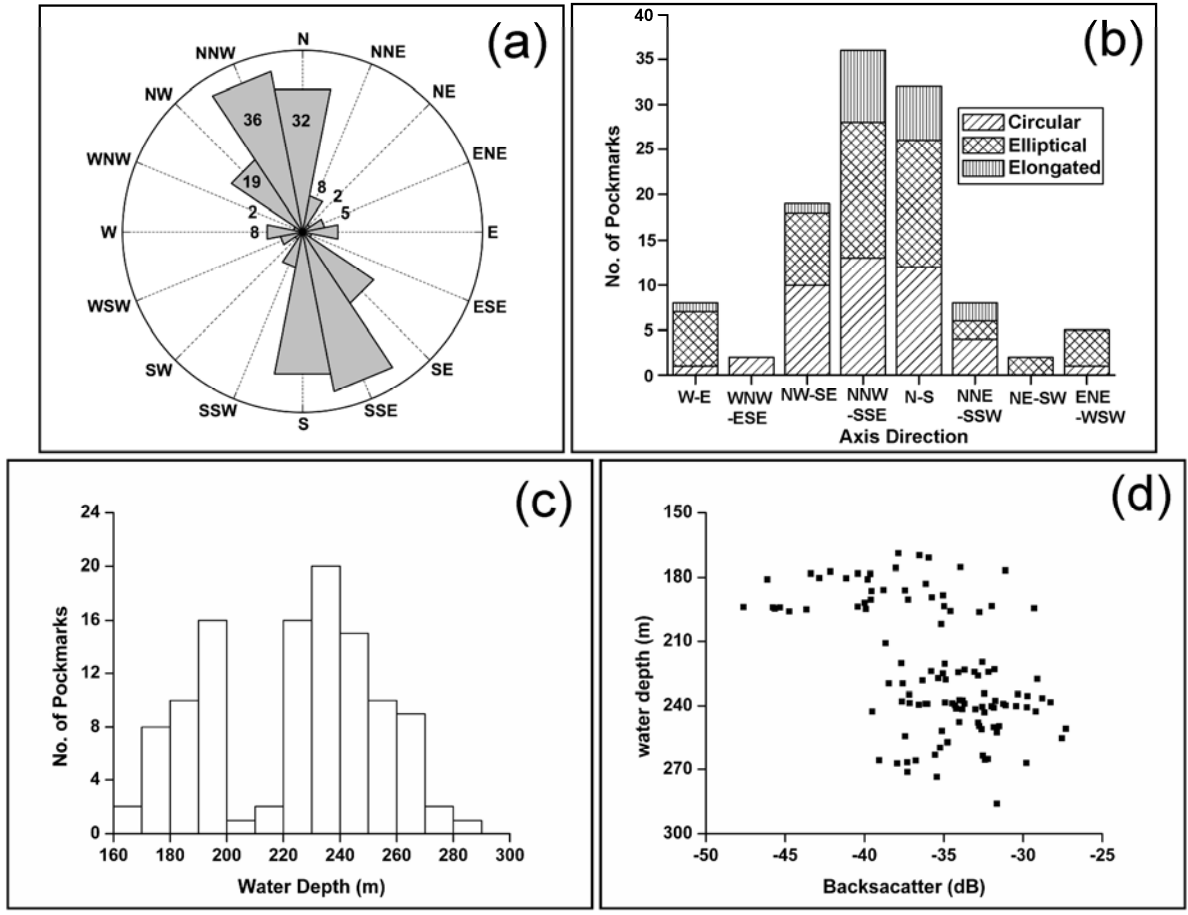 (a)
N
NNW
NNE
NW
NE
36
32
WNW
ENE
19
8
2
2
5
W
8
E
WSW
ESE
SW
SE
SSW
SSE
S
(b)
40
35
30
25
20
15
10
5
0
No. of Pockmarks
Circular
Elliptical
Elongated
W-E
WNW
-ESE
NW-SE
NNW
-SSE
N-S
NNE
-SSW
NE-SW
ENE
-WSW
Axis Direction
(c)
24
20
16
12
8
4
0
No. of Pockmarks
160 180 200 220 240 260 280 300
Water Depth (m)
(d)
150
180
210
240
270
300
water depth (m)
-50 -45 -40 -35 -30 -25
Backsacatter (dB)